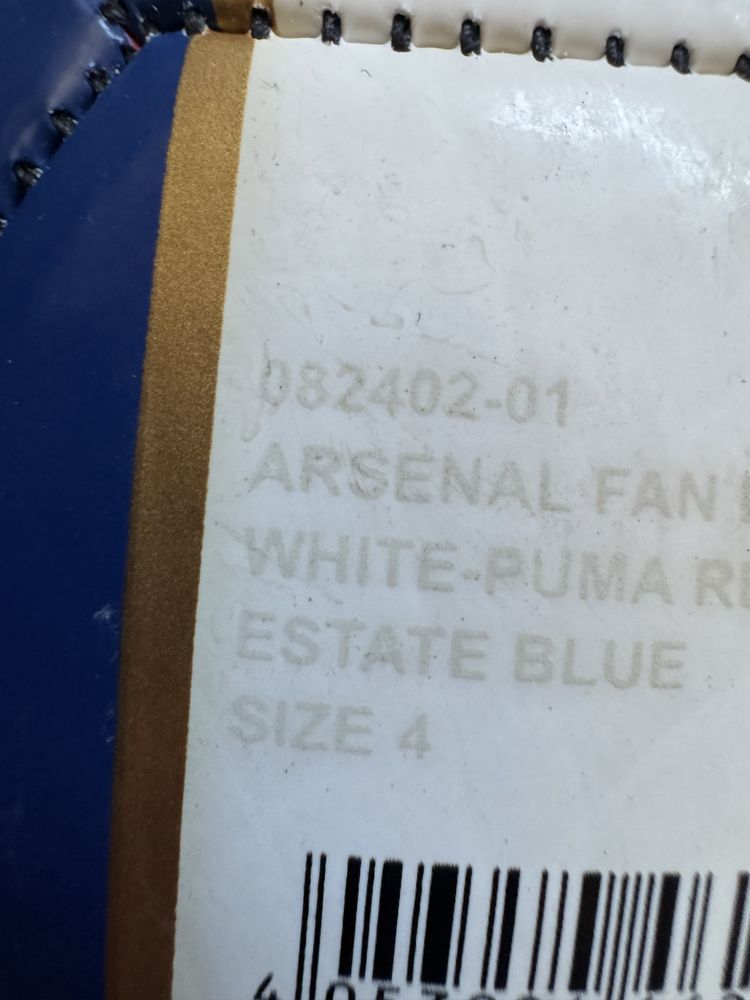 082402-01
ARSENAL FAN
WHITE-PUMA
ESTATE BLUE
SIZE 4